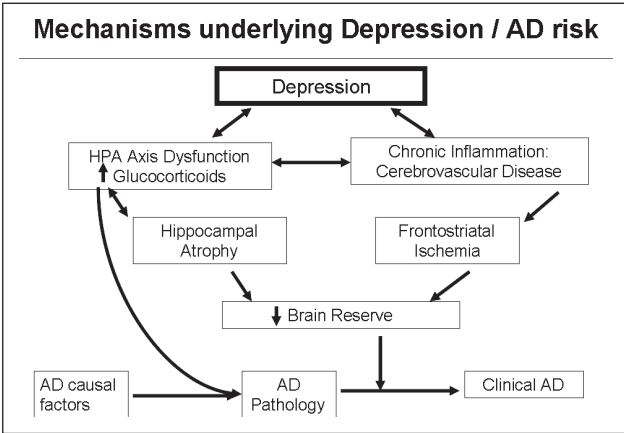 Mechanisms underlying Depression / AD risk
Depression
HPA Axis Dysfunction
Glucocorticoids
Chronic Inflammation:
Cerebrovascular Disease
Hippocampal
Atrophy
Frontostriatal
Ischemia
Brain Reserve
AD causal
factors
AD
Pathology
Clinical AD